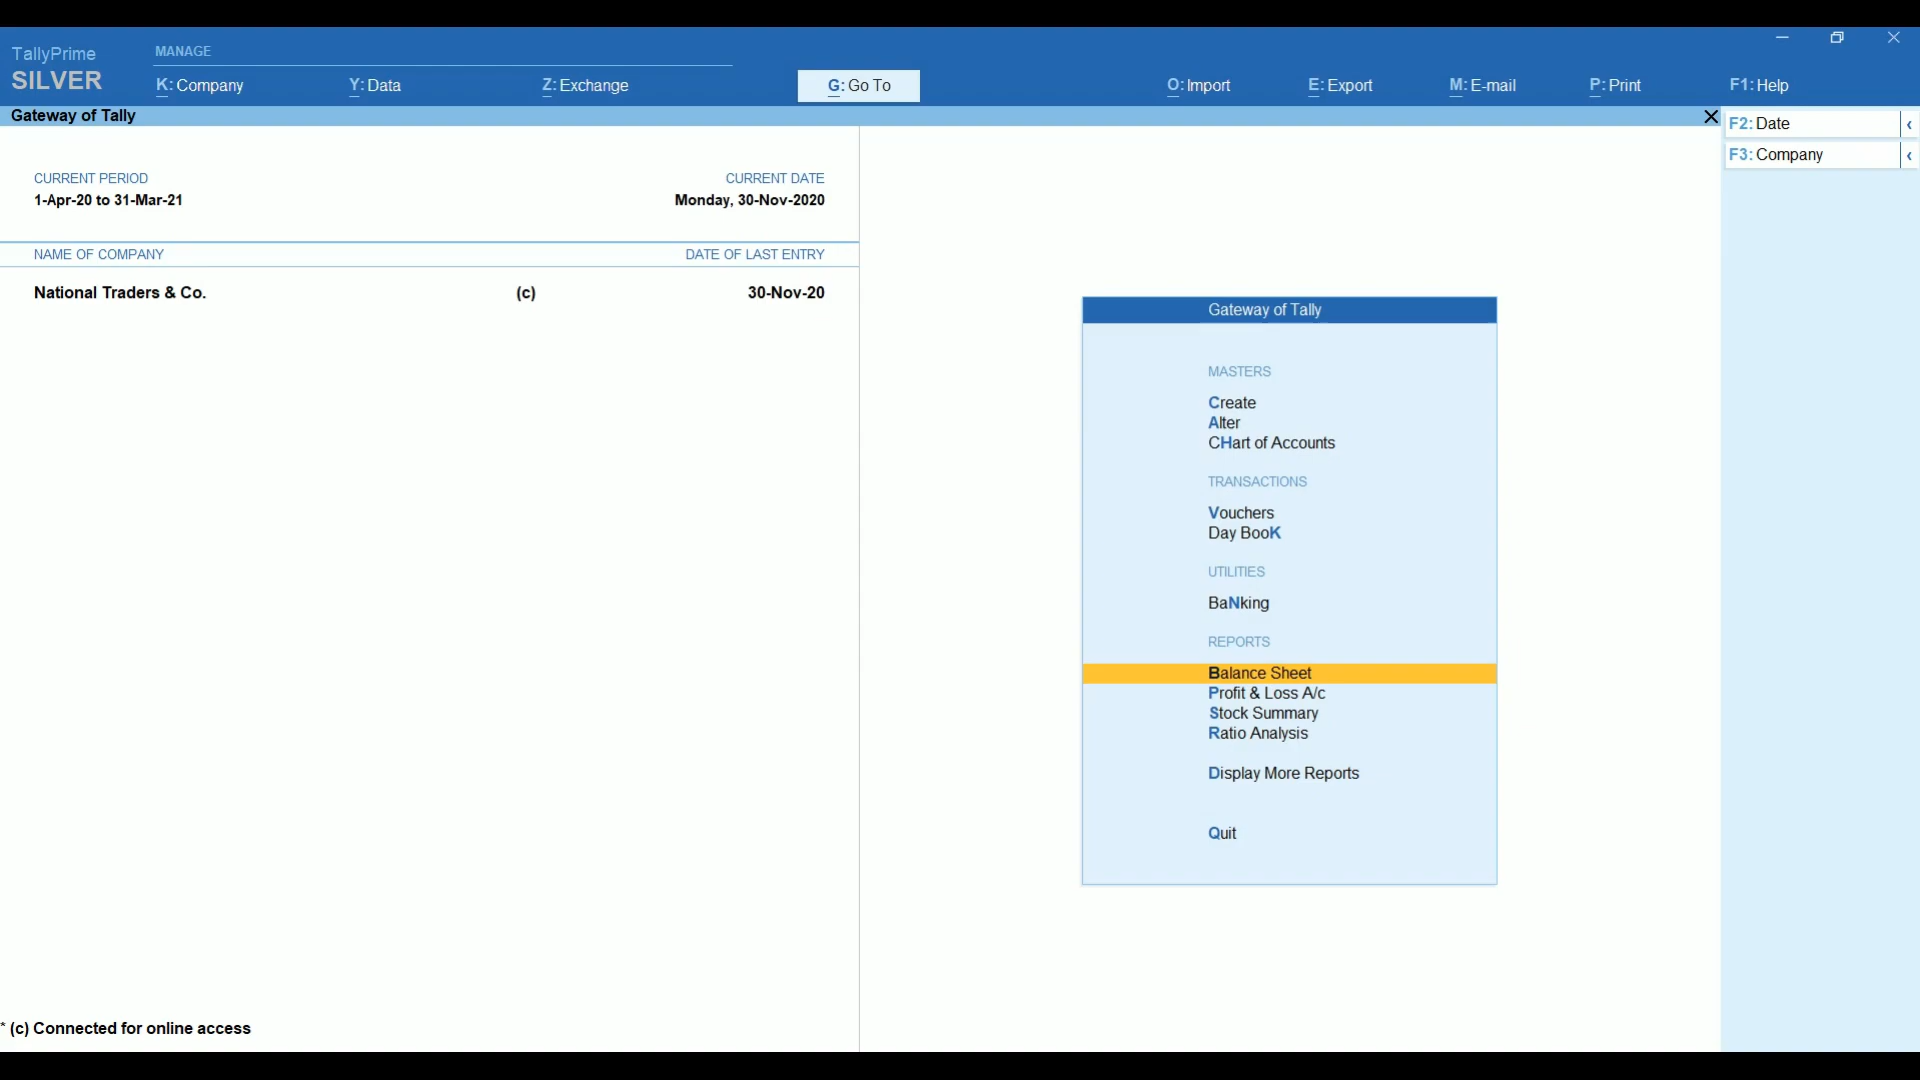 TallyPrime
SILVER
MANAGE
K: Company
Y: Data
Z: Exchange
G: Go To
O: Import
E: Export
M: E-mail
P: Print
F1: Help
Gateway of Tally
F2: Date
F3: Company
CURRENT PERIOD
CURRENT DATE
1-Apr-20 to 31-Mar-21
Monday, 30-Nov-2020
NAME OF COMPANY
DATE OF LAST ENTRY
National Traders & Co.
(c)
30-Nov-20
Gateway of Tally
MASTERS
Create
Alter
CHart of Accounts
TRANSACTIONS
Vouchers
Day BooK
UTILITIES
BaNking
REPORTS
Balance Sheet
Profit & Loss A/c
Stock Summary
Ratio Analysis
Display More Reports
Quit
* (c) Connected for online access